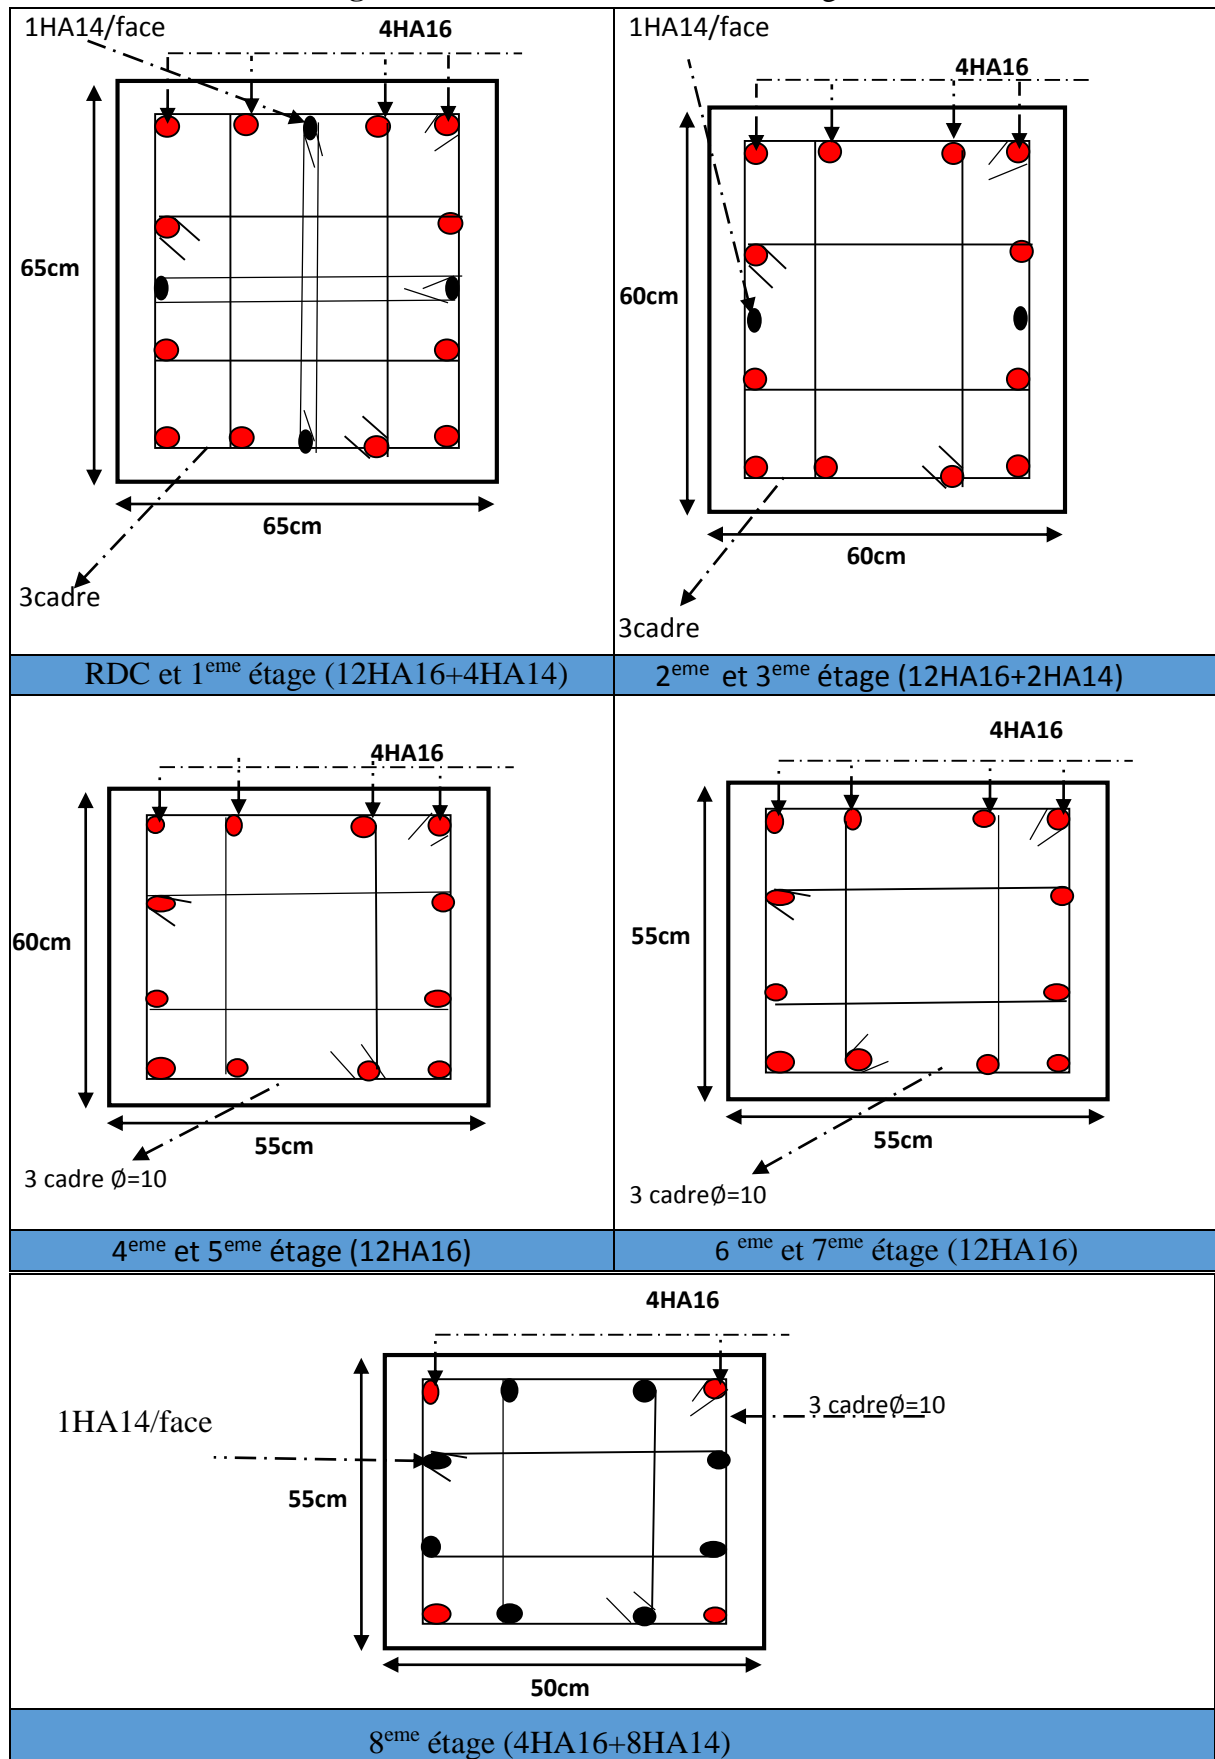 1HA14/face
4HA16
65cm
65cm
3cadre
1HA14/face
4HA16
60cm
60cm
3cadre
RDC et 1eme étage (12HA16+4HA14)
2eme et 3eme étage (12HA16+2HA14)
4HA16
60cm
55cm
3 cadre Ø=10
4HA16
55cm
55cm
3 cadreØ=10
4eme et 5eme étage (12HA16)
6 eme et 7eme étage (12HA16)
4HA16
3 cadreØ=10
1HA14/face
55cm
50cm
8eme étage (4HA16+8HA14)